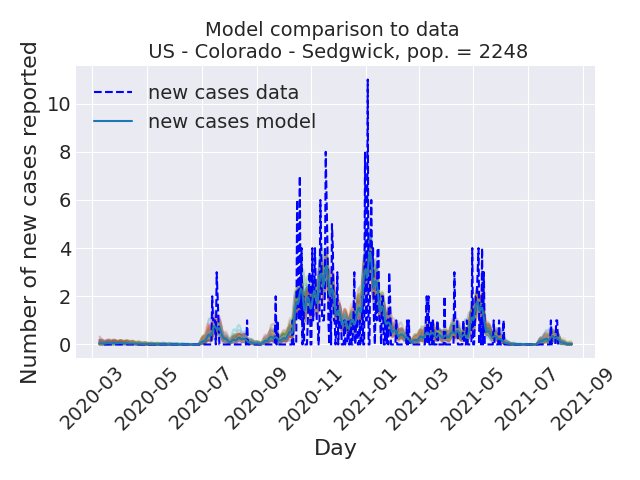 Model comparison to data
US - Colorado - Sedgwick, pop. = 2248
new cases data
new cases model
Number of new cases reported
10
8
6
4
2
0
2020-03
2020-05
2020-07
2020-09
2020-11
2021-01
2021-03
2021-05
2021-07
2021-09
Day